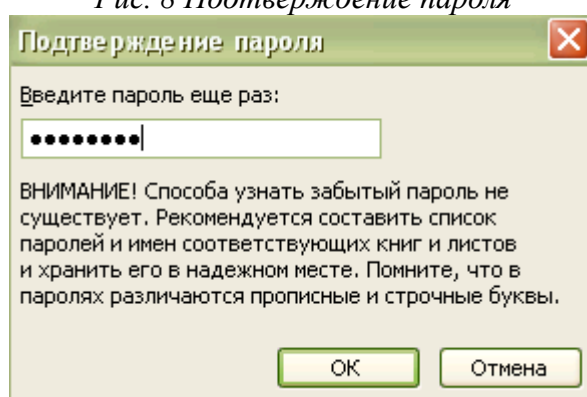 Рис. 8 Подтверждение пароля
Подтверждение пароля
Введите пароль еще раз:
••••••••
ВНИМАНИЕ! Способа узнать забытый пароль не
существует. Рекомендуется составить список
паролей и имен соответствующих книг и листов
и хранить его в надежном месте. Помните, что в
паролях различаются прописные и строчные буквы.
ОК
Отмена